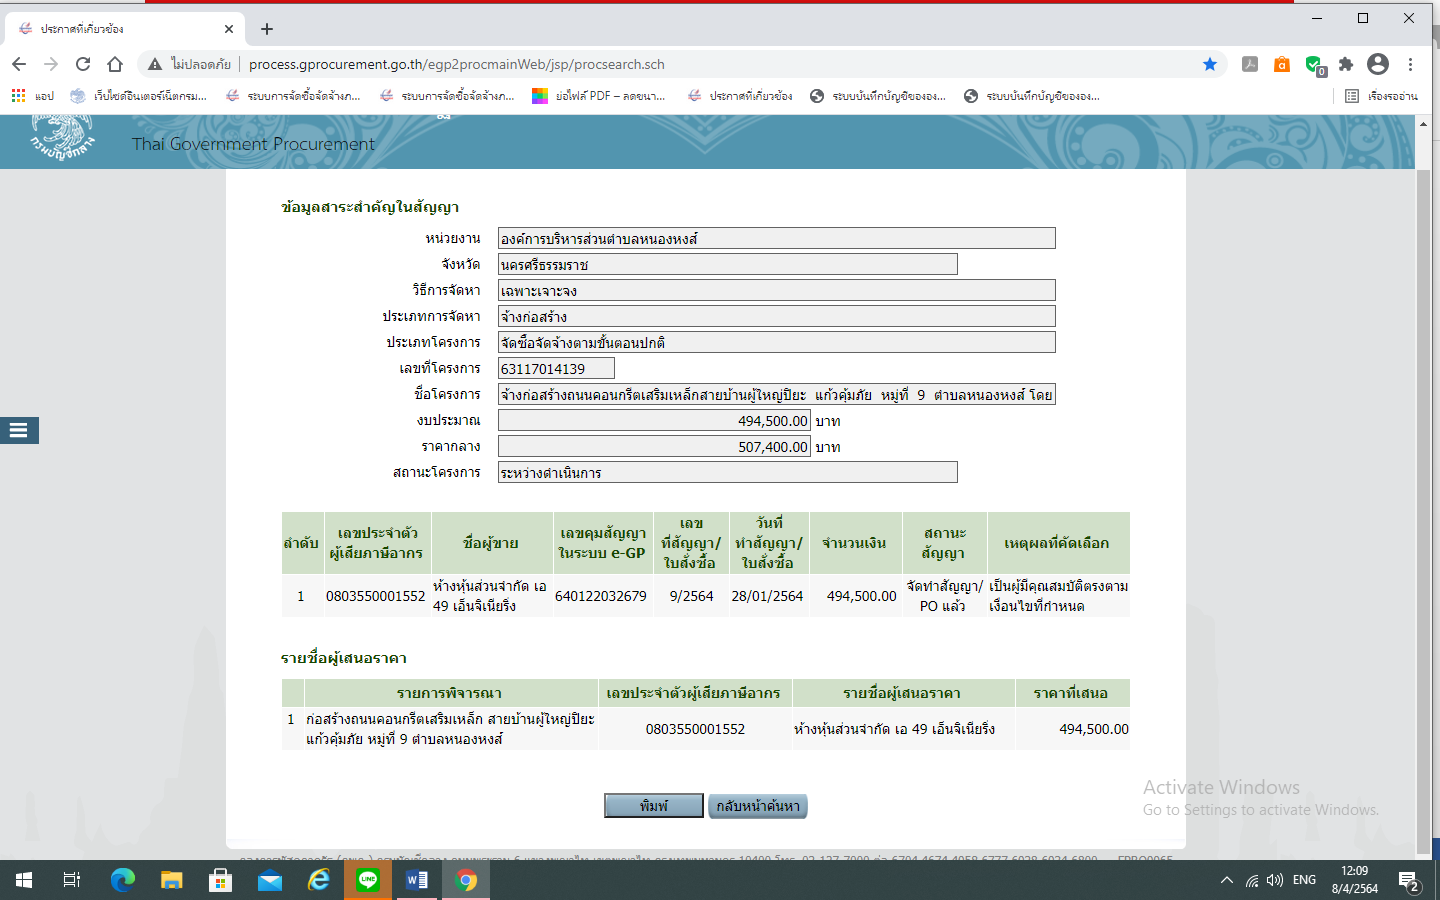 ประกาศที่เกี่ยวข้อง
ไม่ปลอดภัย | process.gprocurement.go.th/egp2procmainWeb/jsp/procsearch.sch
0
แอป เว็บไซต์อินเตอร์เน็ตกรม... ระบบการจัดซื้อจัดจ้างภ... ระบบการจัดซื้อจัดจ้างภ... ย่อไฟล์ PDF – ลดขนา... ประกาศที่เกี่ยวข้อง ระบบบันทึกบัญชีขององ... ระบบบันทึกบัญชีขององ... เรื่องรออ่าน
กรมบัญชีกลาง
Thai Government Procurement
ข้อมูลสาระสำคัญในสัญญา
หน่วยงาน องค์การบริหารส่วนตำบลหนองหงส์
จังหวัด นครศรีธรรมราช
วิธีการจัดหา เฉพาะเจาะจง
ประเภทการจัดหา จ้างก่อสร้าง
ประเภทโครงการ จัดซื้อจัดจ้างตามขั้นตอนปกติ
เลขที่โครงการ 63117014139
ชื่อโครงการ จ้างก่อสร้างถนนคอนกรีตเสริมเหล็กสายบ้านผู้ใหญ่ปิยะ แก้วคุ้มภัย หมู่ที่ 9 ตำบลหนองหงส์ โดย
งบประมาณ 494,500.00 บาท
ราคากลาง 507,400.00 บาท
สถานะโครงการ ระหว่างดำเนินการ
ลำดับ เลขประจำตัวผู้เสียภาษีอากร ชื่อผู้ขาย เลขคุมสัญญาในระบบ e-GP เลขที่สัญญา/ใบสั่งซื้อ วันที่ทำสัญญา/ใบสั่งซื้อ จำนวนเงิน สถานะสัญญา เหตุผลที่คัดเลือก
1 0803550001552 ห้างหุ้นส่วนจำกัด เอ 49 เอ็นจิเนียริ่ง 640122032679 9/2564 28/01/2564 494,500.00 จัดทำสัญญา/PO แล้ว เป็นผู้มีคุณสมบัติตรงตามเงื่อนไขที่กำหนด
รายชื่อผู้เสนอราคา
รายการพิจารณา เลขประจำตัวผู้เสียภาษีอากร รายชื่อผู้เสนอราคา ราคาที่เสนอ
1 ก่อสร้างถนนคอนกรีตเสริมเหล็ก สายบ้านผู้ใหญ่ปิยะ แก้วคุ้มภัย หมู่ที่ 9 ตำบลหนองหงส์ 0803550001552 ห้างหุ้นส่วนจำกัด เอ 49 เอ็นจิเนียริ่ง 494,500.00
พิมพ์ กลับหน้าค้นหา
Activate Windows
Go to Settings to activate Windows.
LINE
ENG
12:09
8/4/2564
2